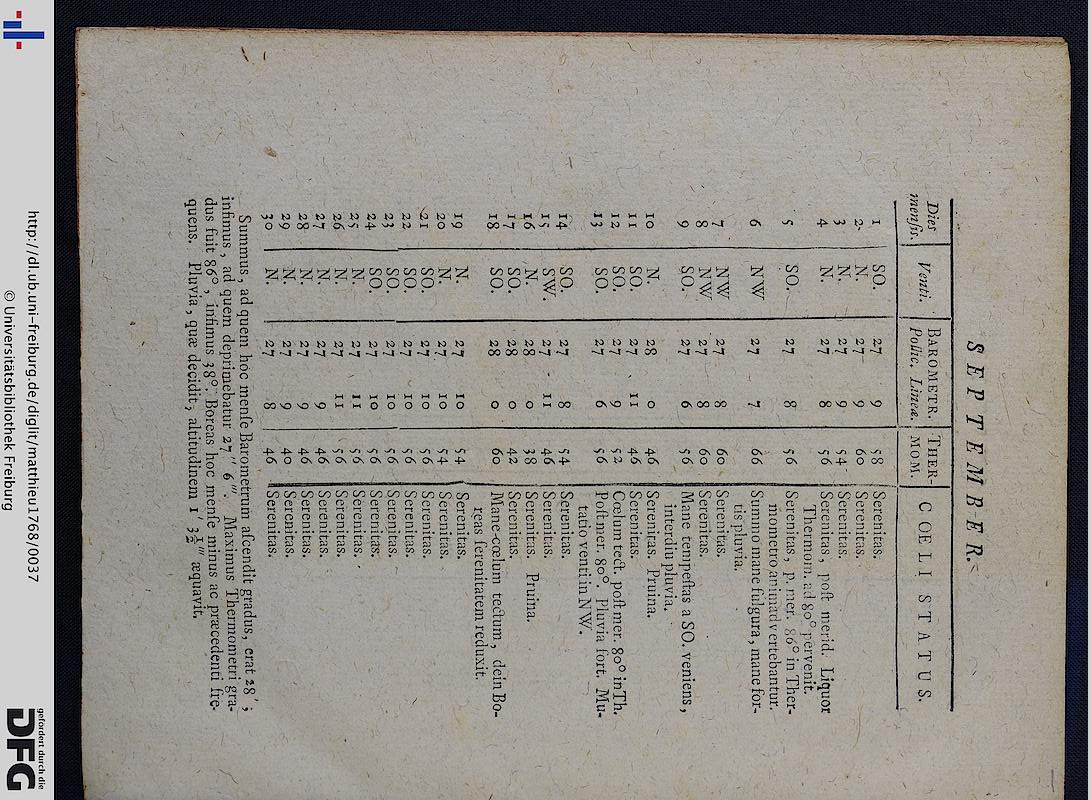 SEPTEMBER.
Dies menſis. Venti. BAROMETR. Pollic. Lineæ. THERMOM. COELI STATUS.
1 SO. 27 9 58 Serenitas.
2 N. 27 9 60 Serenitas.
3 N. 27 9 54 Serenitas.
4 N. 27 8 56 Serenitas, poſt merid. Liquor
Thermom. ad 80° pervenit.
5 SO. 27 8 56 Serenitas, p. mer. 86° in Ther-
mometro animadvertebantur.
6 NW 27 7 66 Summo mane fulgura, mane for-
tis pluvia.
7 NW 27 8 60 Serenitas.
8 NW 27 8 60 Serenitas.
9 SO. 27 6 56 Mane tempeſtas a SO. veniens,
interdiu pluvia.
10 N. 28 0 46 Serenitas. Pruina.
11 SO. 27 11 46 Serenitas.
12 SO. 27 9 52 Cœlum tect. poſt mer. 80° in Th.
13 SO. 27 6 56 Poſt mer. 80°. Pluvia fort. Mu-
tatio venti in NW.
14 SO. 27 8 54 Serenitas.
15 SW. 27 11 46 Serenitas.
16 N. 28 0 38 Serenitas. Pruina.
17 SO. 28 0 42 Serenitas.
18 SO. 28 0 60 Mane cœlum tectum, dein Bo-
reas ſerenitatem reduxit.
19 N. 27 10 54 Serenitas.
20 N. 27 10 54 Serenitas.
21 SO. 27 10 56 Serenitas.
22 SO. 27 10 56 Serenitas.
23 SO. 27 10 56 Serenitas.
24 SO. 27 10 56 Serenitas.
25 N. 27 11 56 Serenitas.
26 N. 27 11 56 Serenitas.
27 N. 27 9 46 Serenitas.
28 N. 27 9 46 Serenitas.
29 N. 27 9 40 Serenitas.
30 N. 27 8 46 Serenitas.
Summus, ad quem hoc menſe Barometrum aſcendit gradus, erat 28′;
infimus, ad quem deprimebatur 27″ 6‴. Maximus Thermometri gra-
dus fuit 86°, infimus 38°. Boreas hoc menſe minus ac præcedenti fre-
quens. Pluvia, quæ decidit, altitudinem 1′ 3½‴ æquavit.
http://dl.ub.uni-freiburg.de/diglit/matthieu1768/0037
© Universitätsbibliothek Freiburg
gefördert durch die
DFG